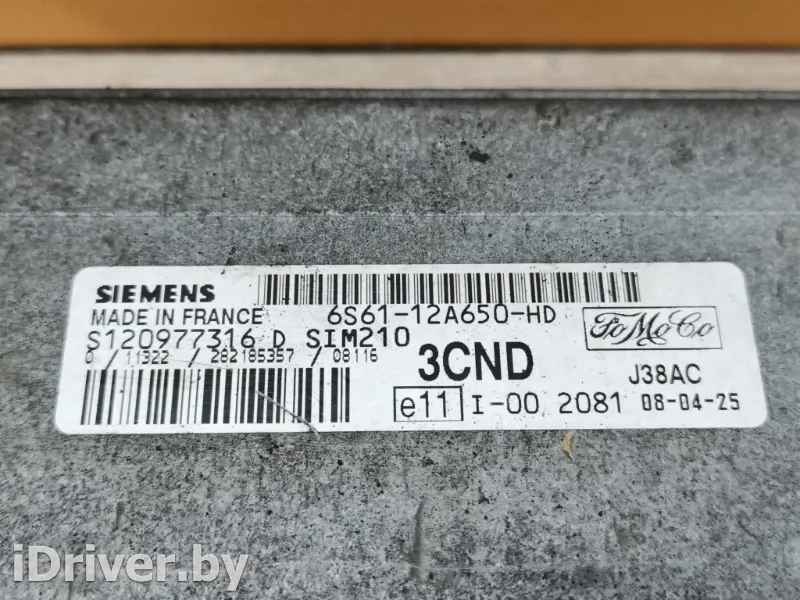 SIEMENS
MADE IN FRANCE
6S61-12A650-HD
S120977316 D SIM210
0 / 11322 / 282185357 / 08116
3CND
FoMoCo
J38AC
e11 I-00 2081 08-04-25
iDriver.by